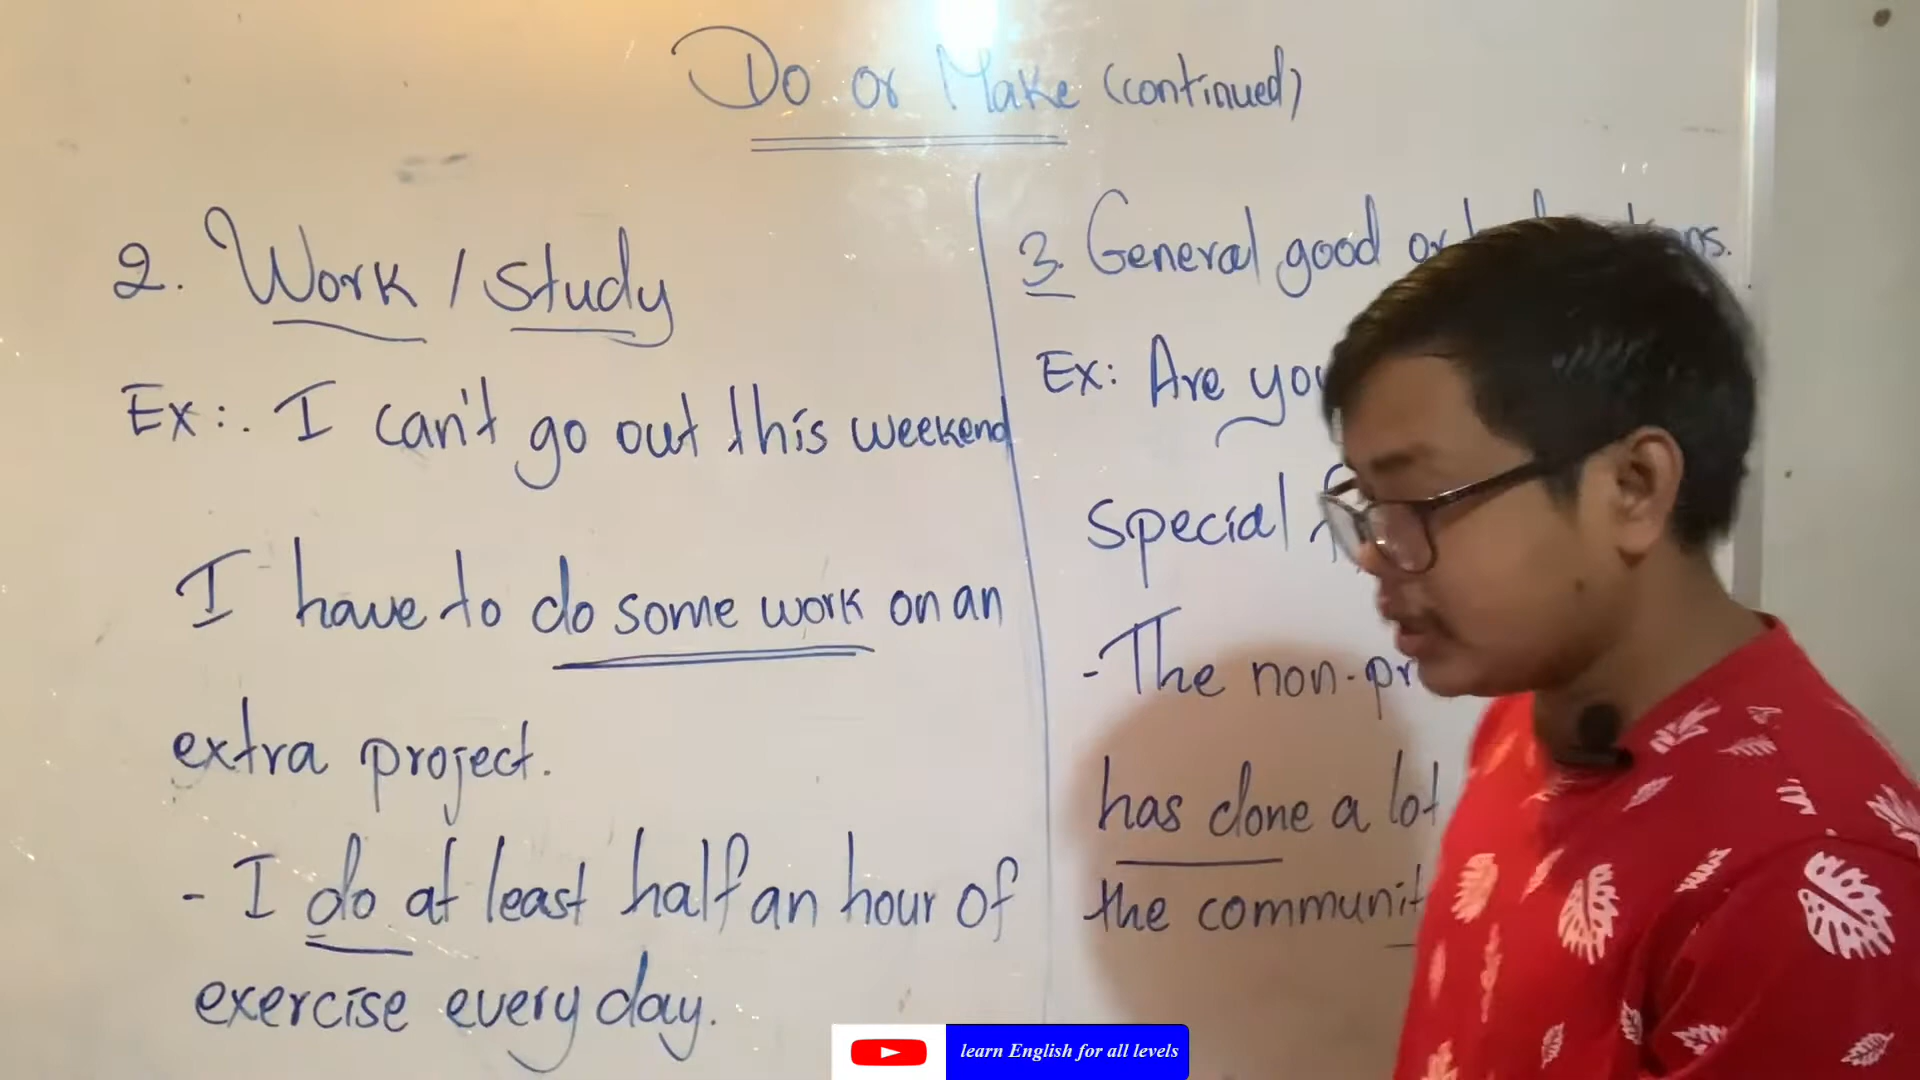 Do or Make (continued)
2. Work / Study
Ex:. I can't go out this weekend
I have to do some work on an
extra project.
- I do at least half an hour of
exercise every day.
3. General good or
Ex: Are you
special
- The non-
has done a lot
the
learn English for all levels